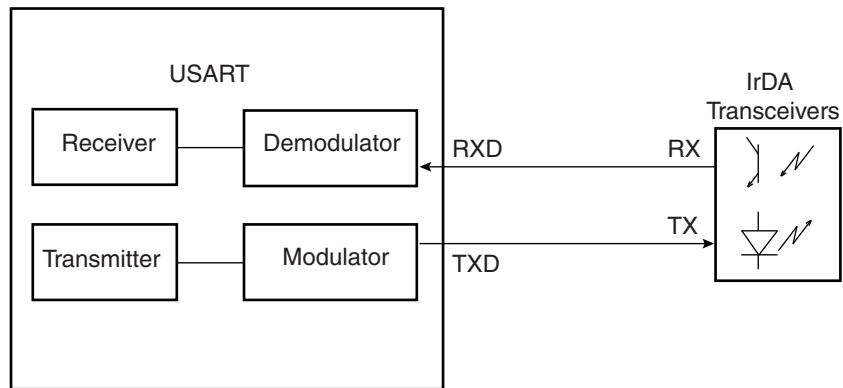 USART
IrDA
Transceivers
Receiver
Demodulator
RXD
RX
Transmitter
Modulator
TXD
TX